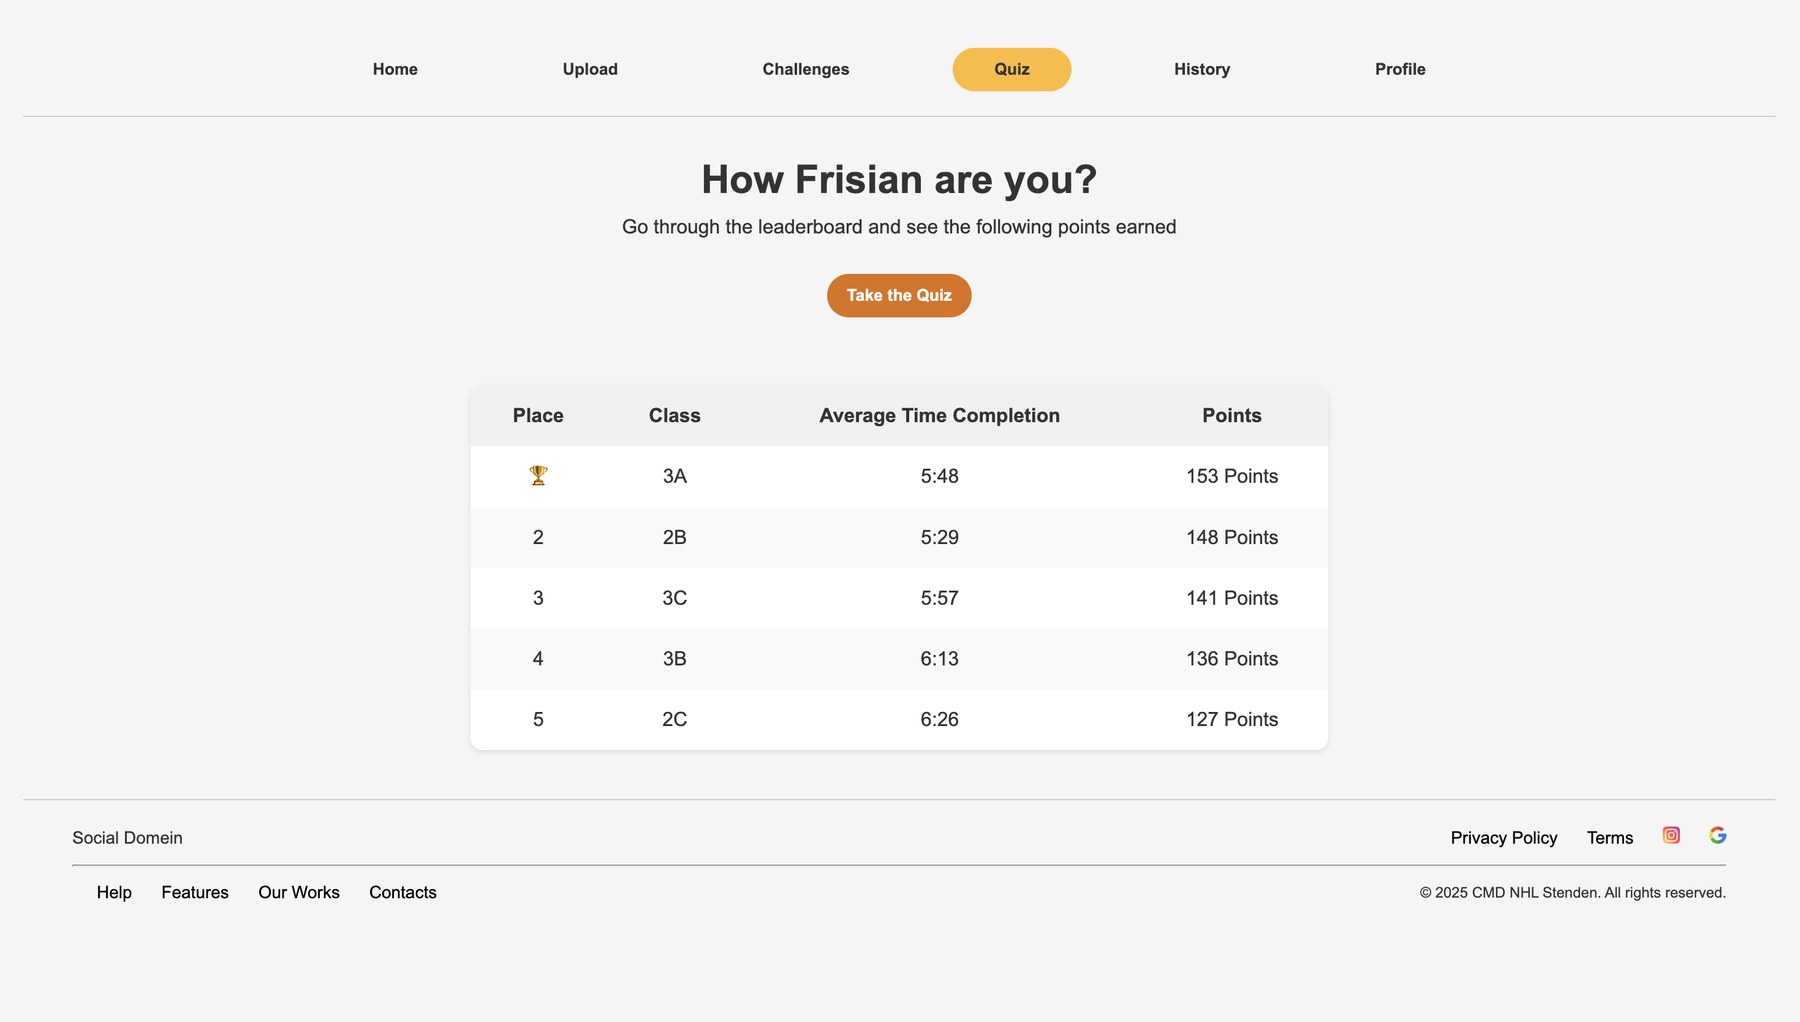 Home Upload Challenges Quiz History Profile
How Frisian are you?
Go through the leaderboard and see the following points earned
Take the Quiz
Place Class Average Time Completion Points
3A 5:48 153 Points
2 2B 5:29 148 Points
3 3C 5:57 141 Points
4 3B 6:13 136 Points
5 2C 6:26 127 Points
Social Domein Privacy Policy Terms
Help Features Our Works Contacts © 2025 CMD NHL Stenden. All rights reserved.